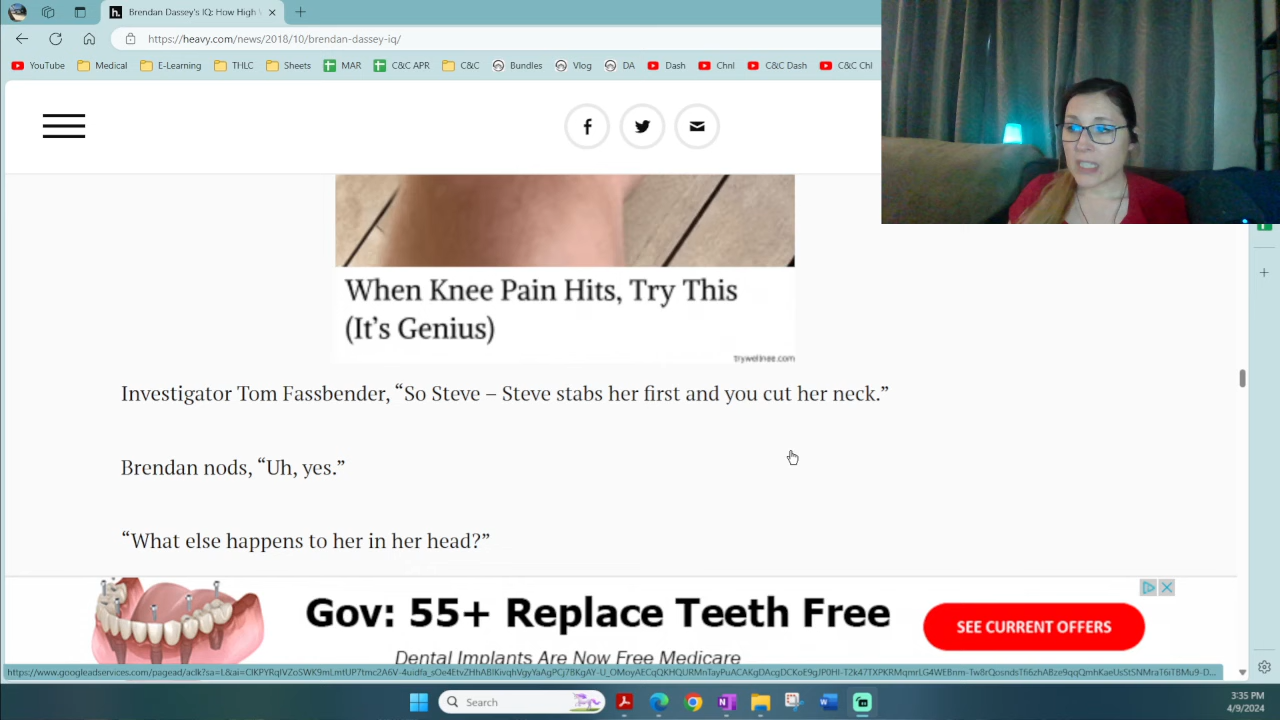 Brendan Dassey's IQ: How High
https://heavy.com/news/2018/10/brendan-dassey-iq/
YouTube Medical E-Learning THLC Sheets MAR C&C APR C&C Bundles Vlog DA Dash Chnl C&C Dash C&C Chl
h.
When Knee Pain Hits, Try This
(It's Genius)
trywellnee.com
Investigator Tom Fassbender, “So Steve – Steve stabs her first and you cut her neck.”
Brendan nods, “Uh, yes.”
“What else happens to her in her head?”
Gov: 55+ Replace Teeth Free
SEE CURRENT OFFERS
Dental Implants Are Now Free Medicare
Search
3:35 PM
4/9/2024